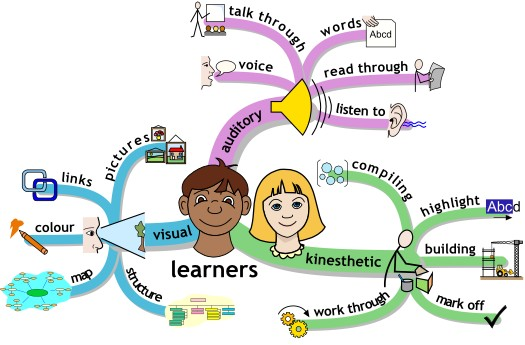 talk through
words
Abcd
voice
read through
auditory
listen to
pictures
links
colour
visual
map
structure
learners
compiling
highlight
Abcd
building
kinesthetic
work through
mark off